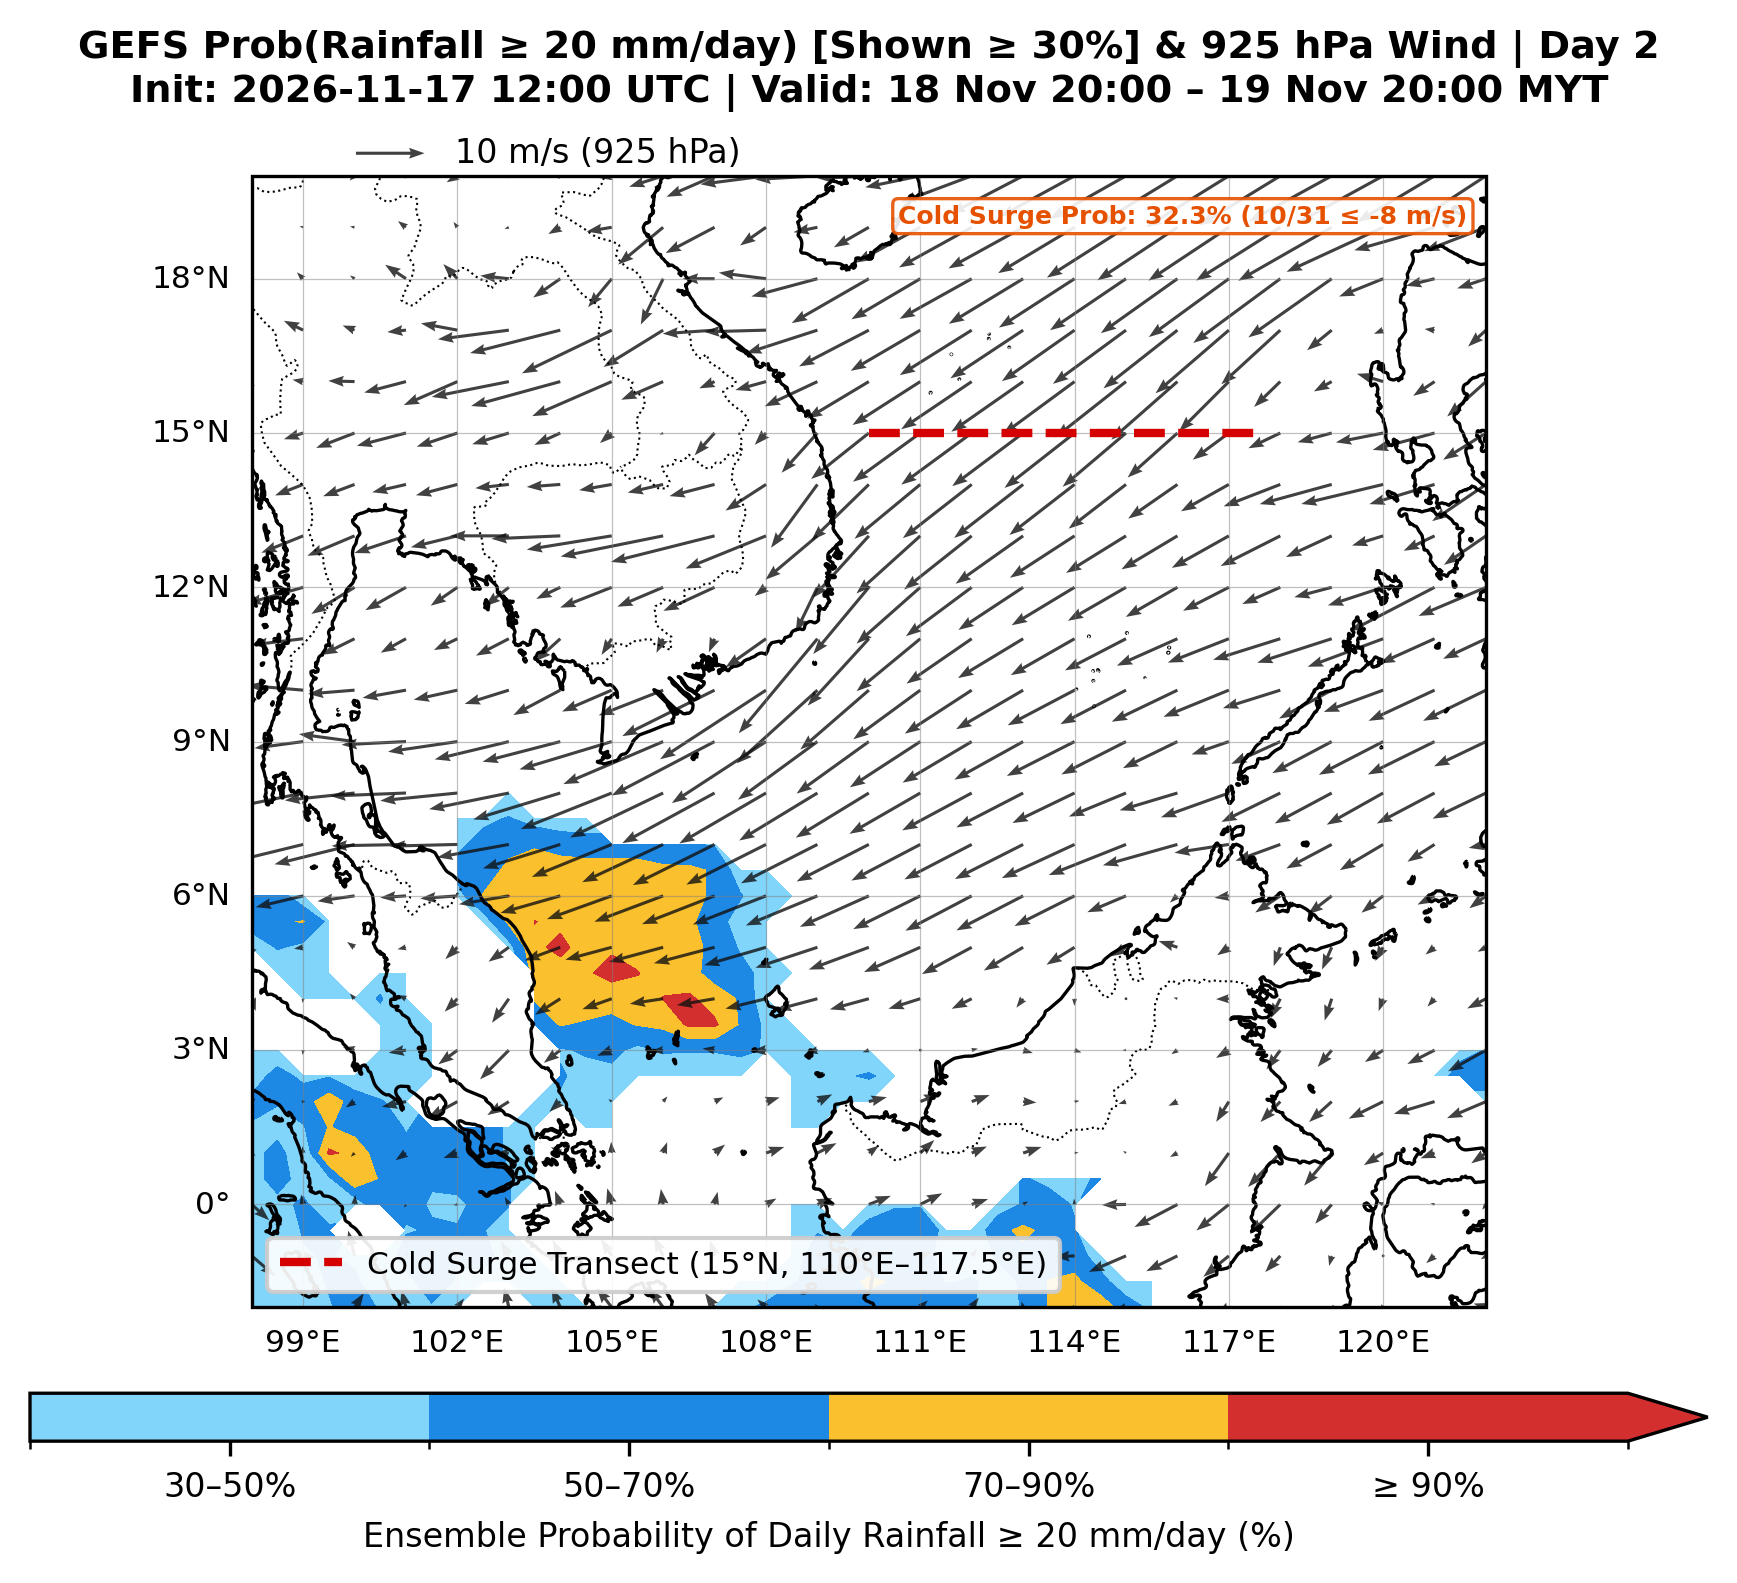 GEFS Prob(Rainfall ≥ 20 mm/day) [Shown ≥ 30%] & 925 hPa Wind | Day 2
Init: 2026-11-17 12:00 UTC | Valid: 18 Nov 20:00 – 19 Nov 20:00 MYT
10 m/s (925 hPa)
Cold Surge Prob: 32.3% (10/31 ≤ -8 m/s)
18°N
15°N
12°N
9°N
6°N
3°N
0°
Cold Surge Transect (15°N, 110°E–117.5°E)
99°E 102°E 105°E 108°E 111°E 114°E 117°E 120°E
30–50% 50–70% 70–90% ≥ 90%
Ensemble Probability of Daily Rainfall ≥ 20 mm/day (%)